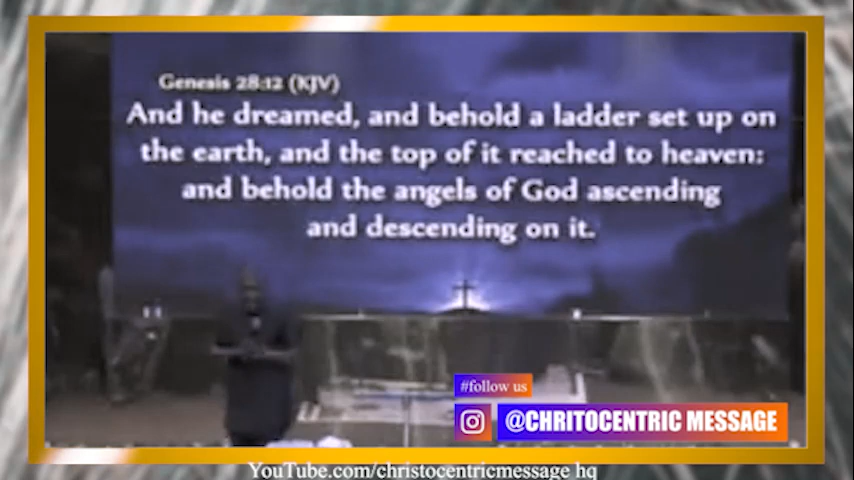 Genesis 28:12 (KJV)
And he dreamed, and behold a ladder set up on
the earth, and the top of it reached to heaven:
and behold the angels of God ascending
and descending on it.
#follow us
@CHRITOCENTRIC MESSAGE
YouTube.com/christocentricmessage hq